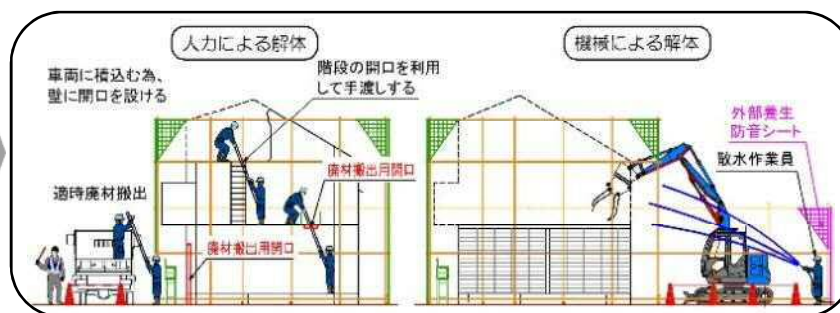 人力による解体
車両に積込む為、
壁に開口を設ける
階段の開口を利用
して手渡しする
適時廃材搬出
廃材搬出用開口
廃材搬出用開口
機械による解体
外部養生
防音シート
散水作業員